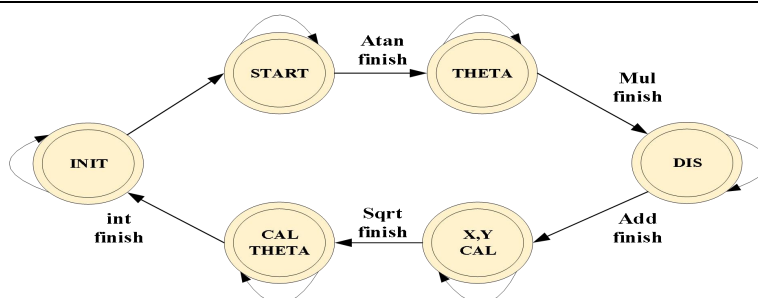 Atan
finish
START
THETA
Mul
finish
INIT
DIS
int
finish
CAL
THETA
Sqrt
finish
X,Y
CAL
Add
finish